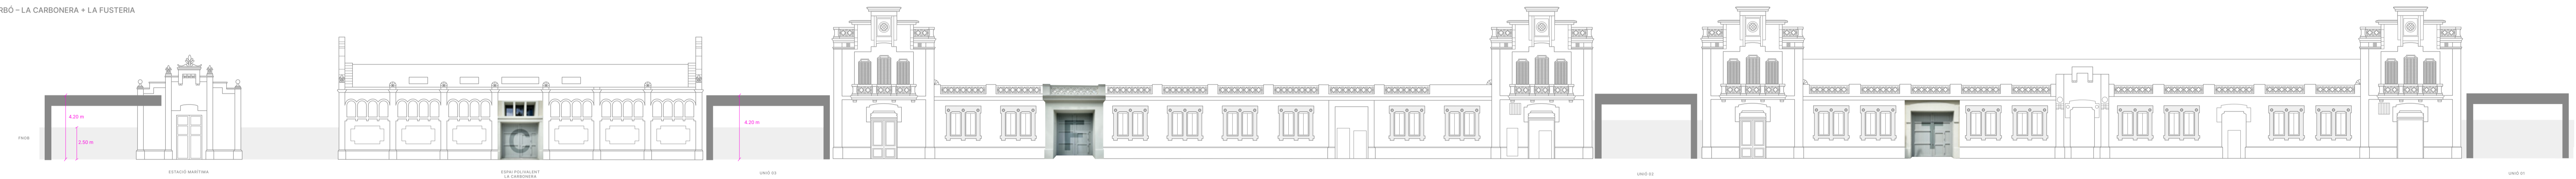 RBÓ – LA CARBONERA + LA FUSTERIA
4.20 m
4.30 m
2.50 m
ESTACIÓ MARÍTIMA
ESPAI POLIVALENT
LA CARBONERA
UNIÓ 03
UNIÓ 02
UNIÓ 01